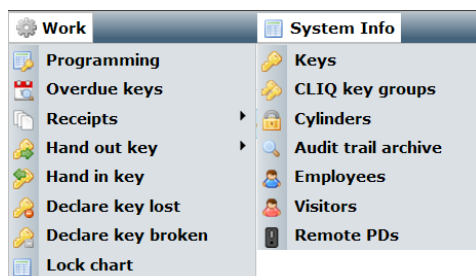 Work
Programming
Overdue keys
Receipts
Hand out key
Hand in key
Declare key lost
Declare key broken
Lock chart
System Info
Keys
CLIQ key groups
Cylinders
Audit trail archive
Employees
Visitors
Remote PDs